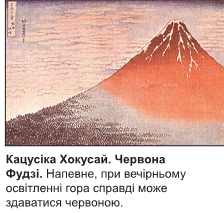 Кацусіка Хокусай. Червона
Фудзі. Напевне, при вечірньому
освітленні гора справді може
здаватися червоною.